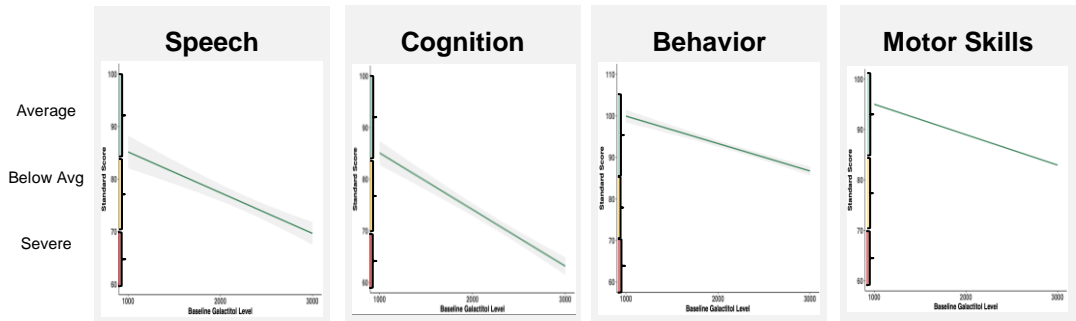 Speech
Cognition
Behavior
Motor Skills
Average
Below Avg
Severe
Standard Score
100
90
80
70
60
1000
2000
3000
Baseline Galactitol Level
Standard Score
100
90
80
70
60
1000
2000
3000
Baseline Galactitol Level
Standard Score
110
100
90
80
70
60
1000
2000
3000
Baseline Galactitol Level
Standard Score
100
90
80
70
60
1000
2000
3000
Baseline Galactitol Level